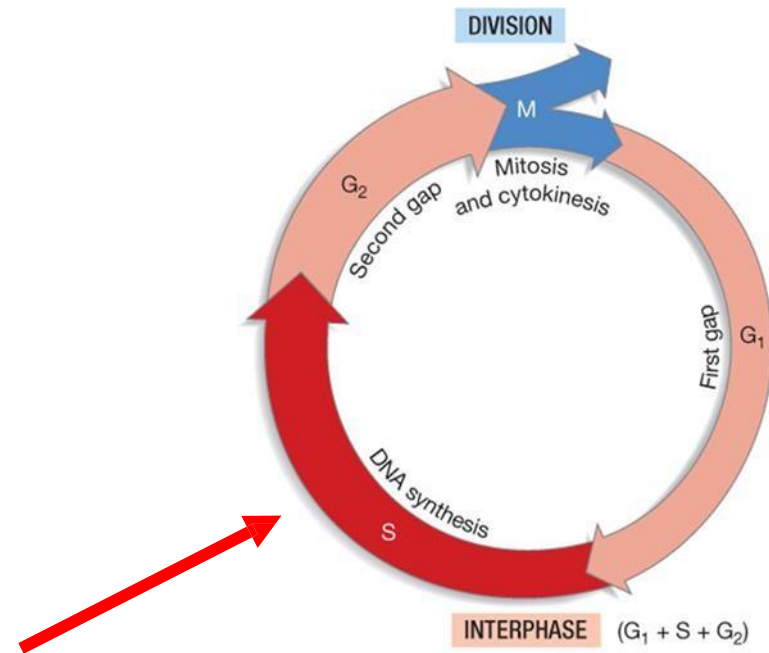 DIVISION
M
Mitosis
and cytokinesis
G₂
Second gap
G₁
First gap
DNA synthesis
S
INTERPHASE (G₁ + S + G₂)